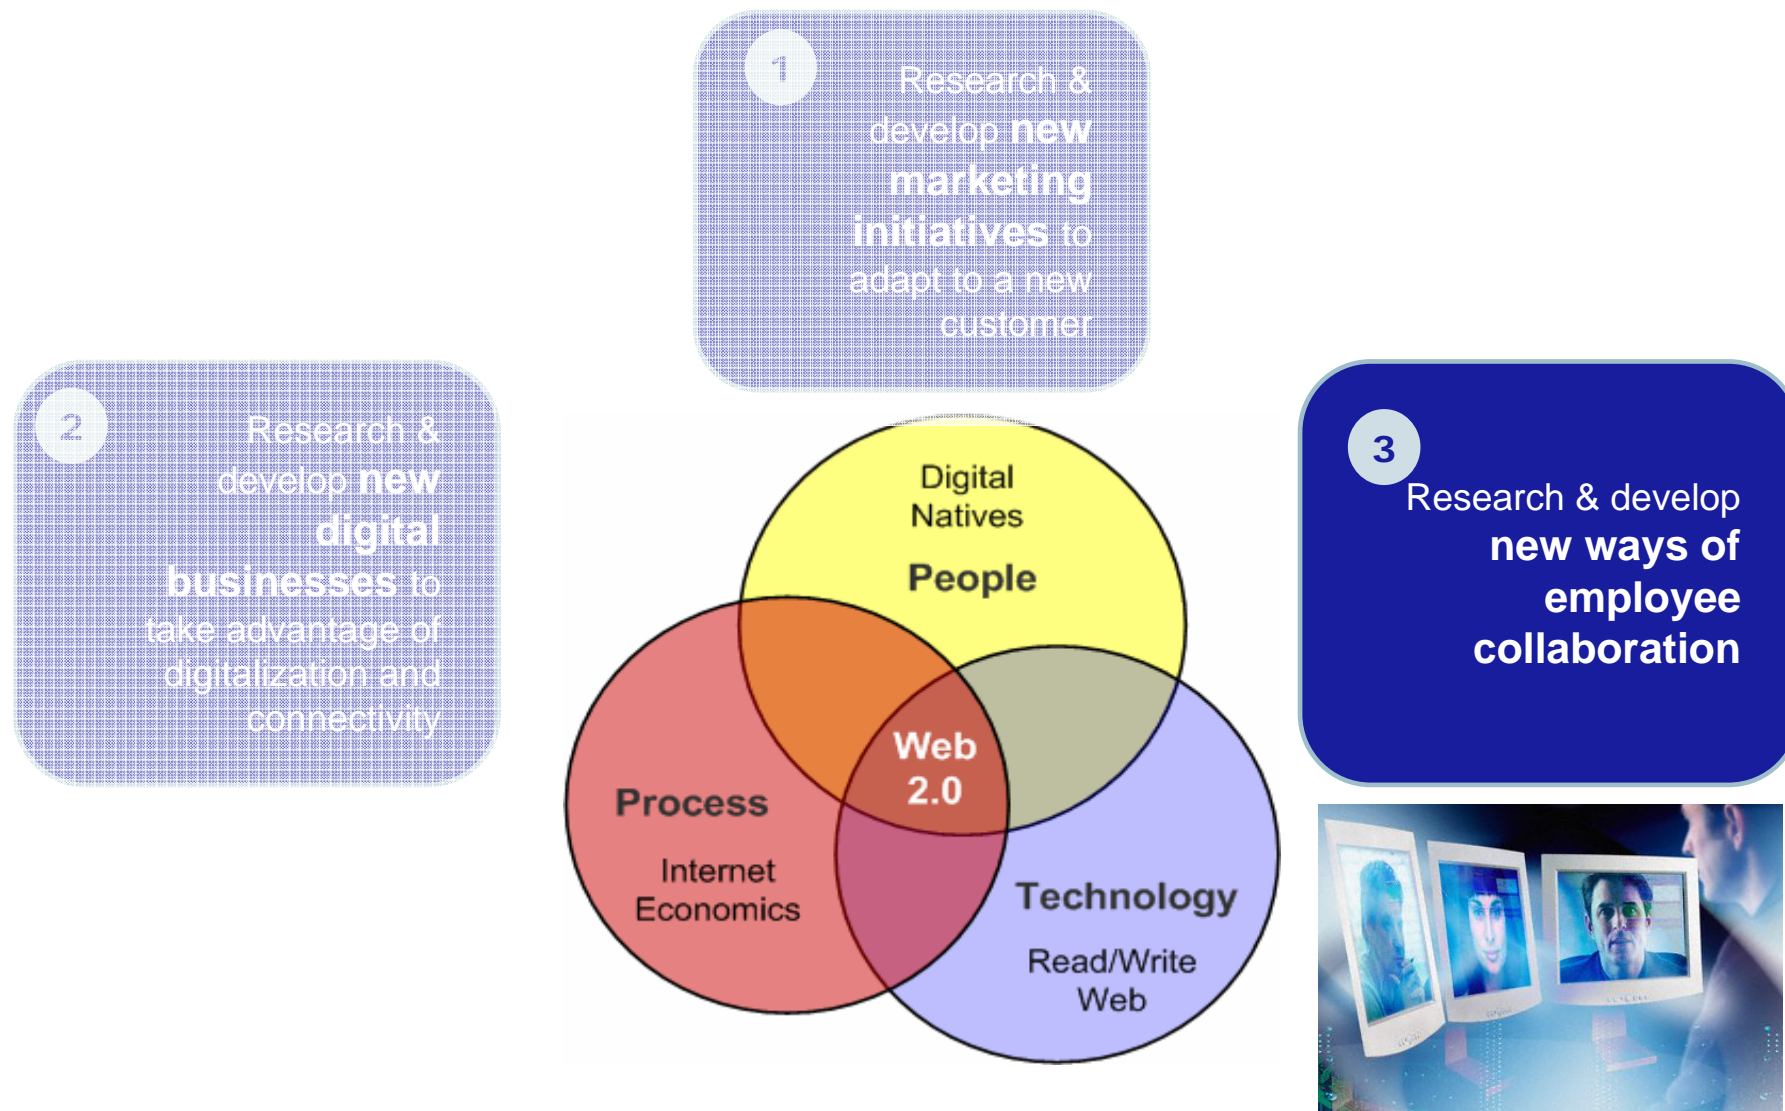 1
Research &
develop new
marketing
initiatives to
adapt to a new
customer
2
Research &
develop new
digital
businesses to
take advantage of
digitalization and
connectivity
Digital
Natives
People
Web
2.0
Process
Internet
Economics
Technology
Read/Write
Web
3
Research & develop
new ways of
employee
collaboration